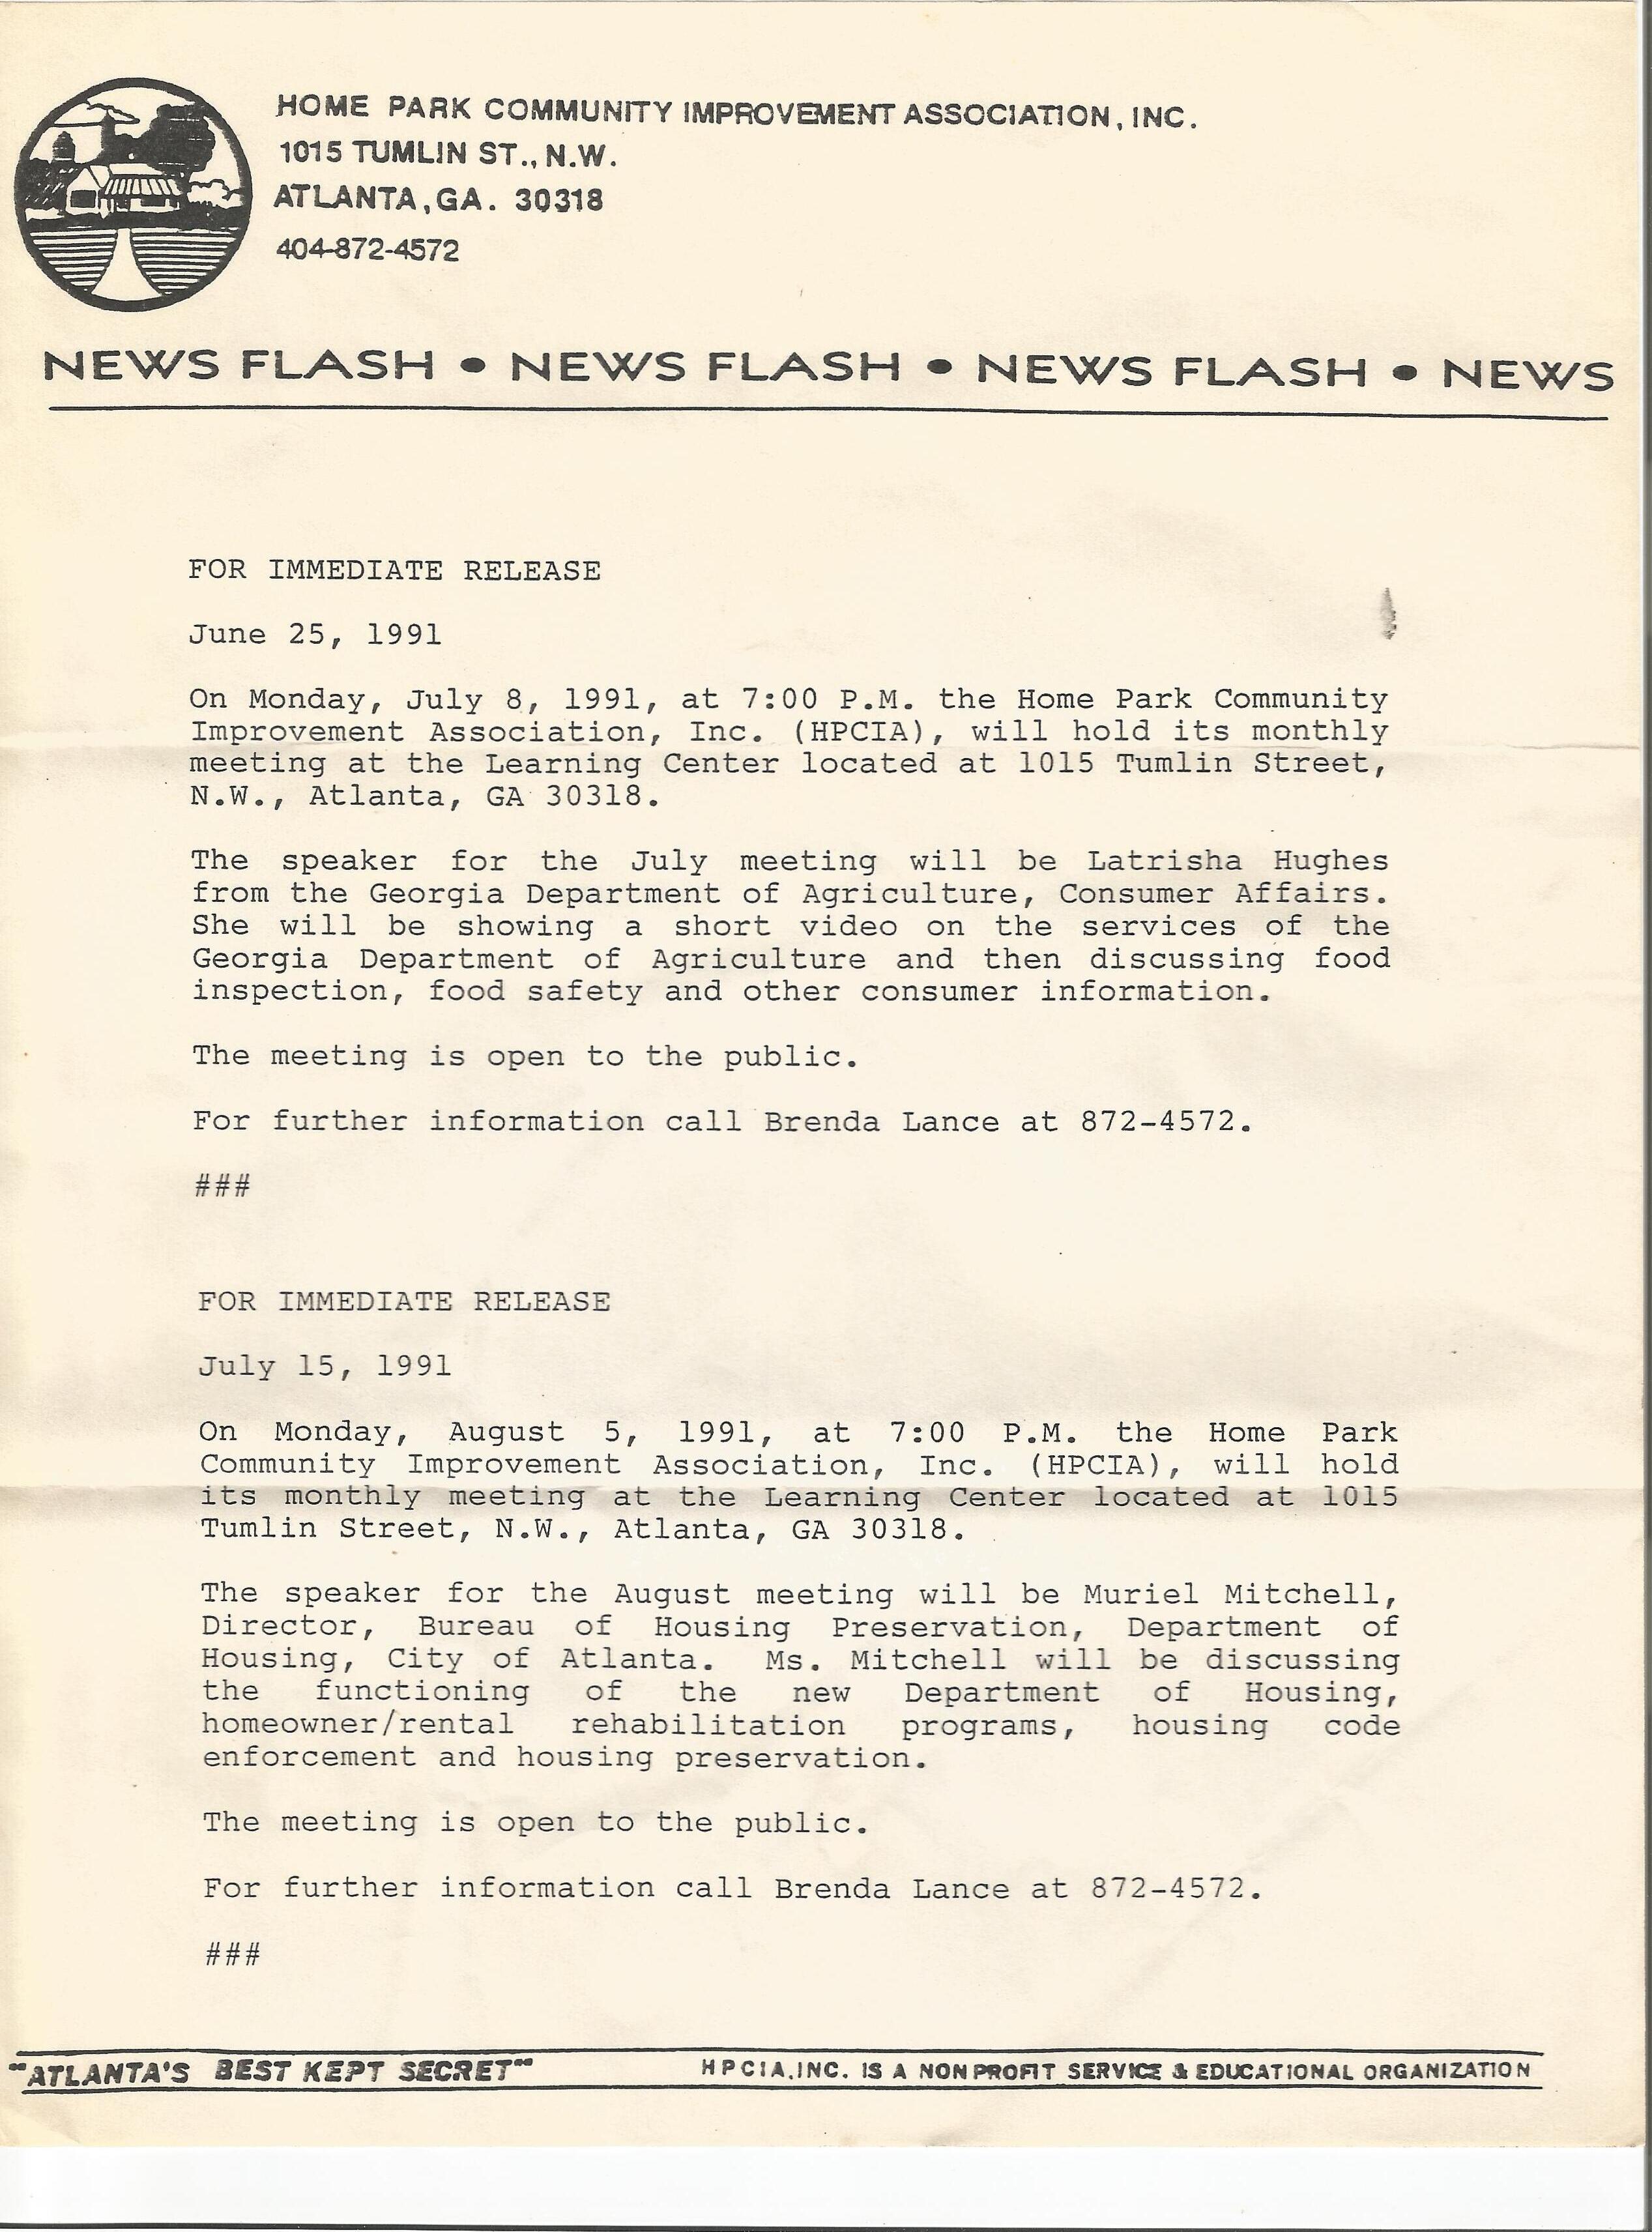 HOME PARK COMMUNITY IMPROVEMENT ASSOCIATION, INC.
1015 TUMLIN ST., N.W.
ATLANTA, GA. 30318
404-872-4572
NEWS FLASH • NEWS FLASH • NEWS FLASH • NEWS
FOR IMMEDIATE RELEASE
June 25, 1991
On Monday, July 8, 1991, at 7:00 P.M. the Home Park Community
Improvement Association, Inc. (HPCIA), will hold its monthly
meeting at the Learning Center located at 1015 Tumlin Street,
N.W., Atlanta, GA 30318.
The speaker for the July meeting will be Latrisha Hughes
from the Georgia Department of Agriculture, Consumer Affairs.
She will be showing a short video on the services of the
Georgia Department of Agriculture and then discussing food
inspection, food safety and other consumer information.
The meeting is open to the public.
For further information call Brenda Lance at 872-4572.
###
FOR IMMEDIATE RELEASE
July 15, 1991
On Monday, August 5, 1991, at 7:00 P.M. the Home Park
Community Improvement Association, Inc. (HPCIA), will hold
its monthly meeting at the Learning Center located at 1015
Tumlin Street, N.W., Atlanta, GA 30318.
The speaker for the August meeting will be Muriel Mitchell,
Director, Bureau of Housing Preservation, Department of
Housing, City of Atlanta. Ms. Mitchell will be discussing
the functioning of the new Department of Housing,
homeowner/rental rehabilitation programs, housing code
enforcement and housing preservation.
The meeting is open to the public.
For further information call Brenda Lance at 872-4572.
###
"ATLANTA'S BEST KEPT SECRET" HPCIA, INC. IS A NON PROFIT SERVICE & EDUCATIONAL ORGANIZATION